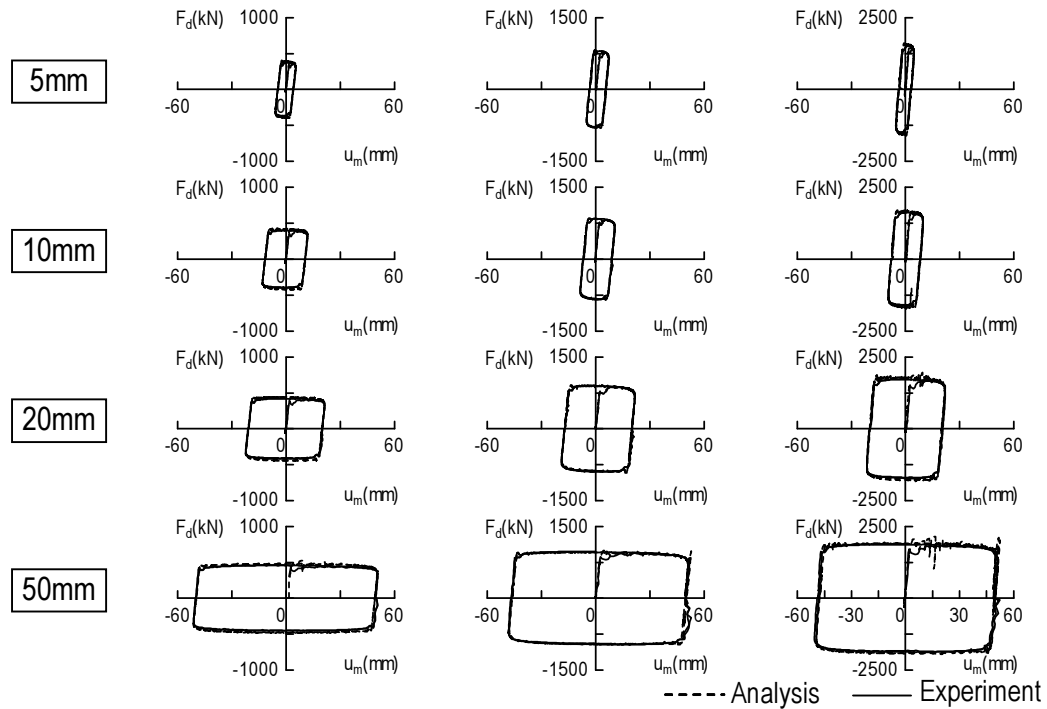 F_d(kN) 1000 F_d(kN) 1500 F_d(kN) 2500
5mm
-60 0 60 -60 0 60 -60 0 60
-1000 u_m(mm) -1500 u_m(mm) -2500 u_m(mm)
F_d(kN) 1000 F_d(kN) 1500 F_d(kN) 2500
10mm
-60 0 60 -60 0 60 -60 0 60
-1000 u_m(mm) -1500 u_m(mm) -2500 u_m(mm)
F_d(kN) 1000 F_d(kN) 1500 F_d(kN) 2500
20mm
-60 0 60 -60 0 60 -60 0 60
-1000 u_m(mm) -1500 u_m(mm) -2500 u_m(mm)
F_d(kN) 1000 F_d(kN) 1500 F_d(kN) 2500
50mm
-60 0 60 -60 0 60 -60 -30 0 30 60
-1000 u_m(mm) -1500 u_m(mm) -2500 u_m(mm)
Analysis Experiment